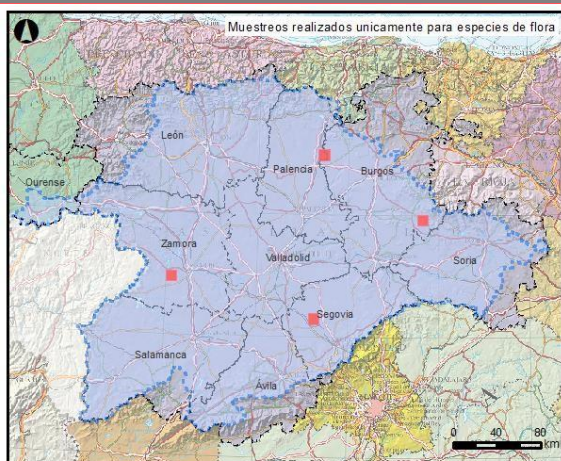 Muestreos realizados unicamente para especies de flora
León
Palencia
Burgos
Ourense
Zamora
Valladolid
Soria
Segovia
Salamanca
Ávila
0 40 80
km